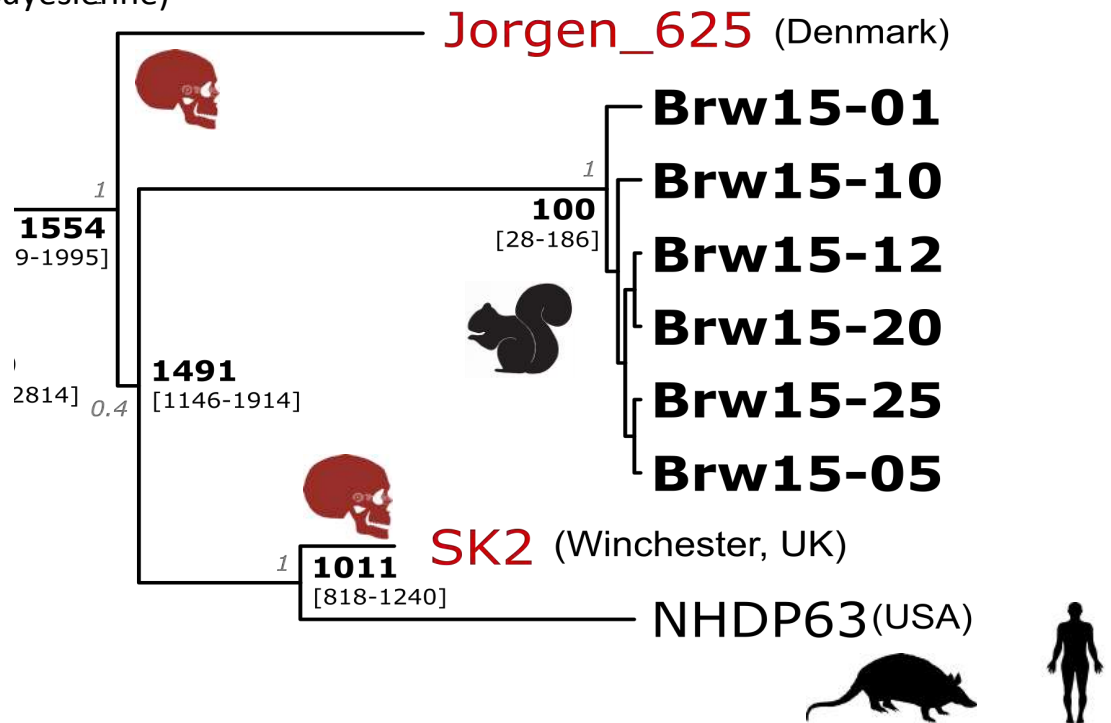 Jorgen_625 (Denmark)
Brw15-01
1
1
Brw15-10
100
1554
[28-186]
9-1995]
Brw15-12
Brw15-20
1491
2814]
0.4
[1146-1914]
Brw15-25
Brw15-05
SK2 (Winchester, UK)
1
1011
[818-1240]
NHDP63 (USA)